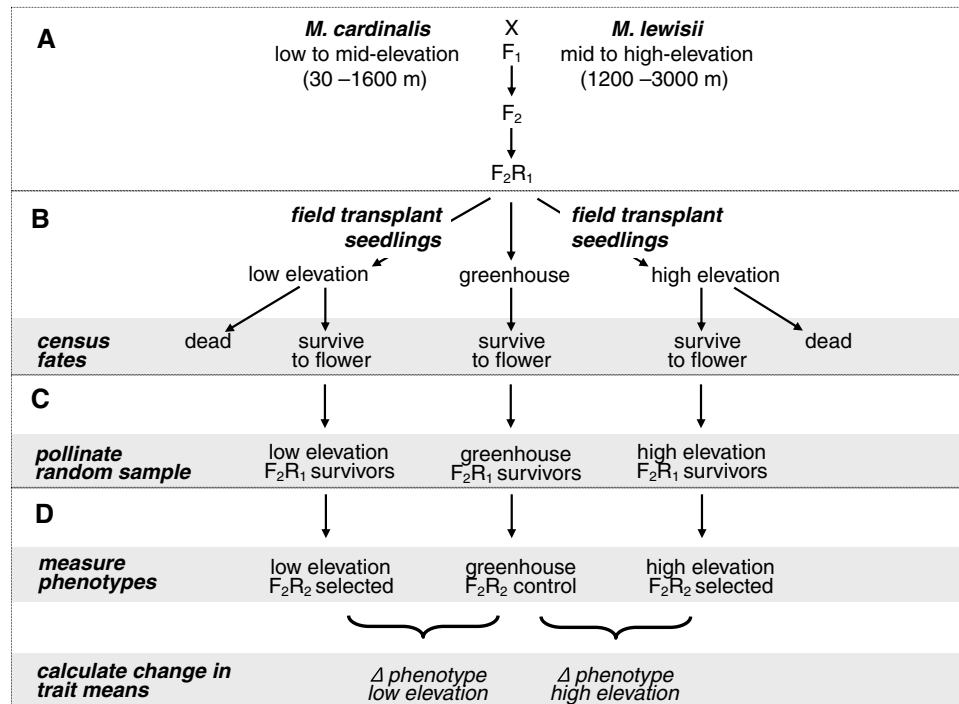 A
M. cardinalis X M. lewisii
low to mid-elevation F₁ mid to high-elevation
(30 –1600 m) (1200 –3000 m)
F₂
F₂R₁
B
field transplant seedlings
field transplant seedlings
low elevation greenhouse high elevation
census fates
dead
survive to flower
survive to flower
survive to flower
dead
C
pollinate random sample
low elevation F₂R₁ survivors
greenhouse F₂R₁ survivors
high elevation F₂R₁ survivors
D
measure phenotypes
low elevation F₂R₂ selected
greenhouse F₂R₂ control
high elevation F₂R₂ selected
calculate change in trait means
Δ phenotype low elevation
Δ phenotype high elevation